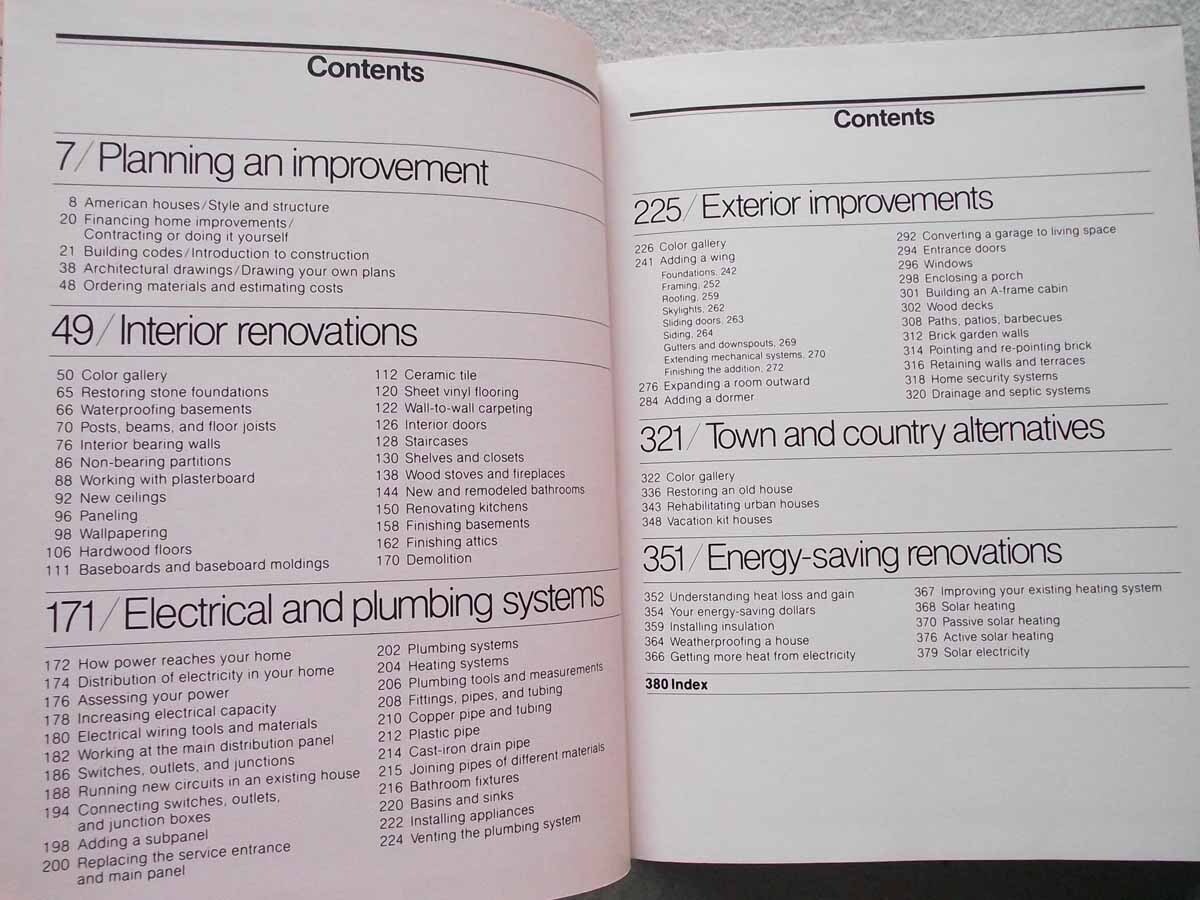 Contents
7/Planning an improvement
8 American houses/Style and structure
20 Financing home improvements/
Contracting or doing it yourself
21 Building codes/Introduction to construction
38 Architectural drawings/Drawing your own plans
48 Ordering materials and estimating costs
49/Interior renovations
50 Color gallery
65 Restoring stone foundations
66 Waterproofing basements
70 Posts, beams, and floor joists
76 Interior bearing walls
86 Non-bearing partitions
88 Working with plasterboard
92 New ceilings
96 Paneling
98 Wallpapering
106 Hardwood floors
111 Baseboards and baseboard moldings
112 Ceramic tile
120 Sheet vinyl flooring
122 Wall-to-wall carpeting
126 Interior doors
128 Staircases
130 Shelves and closets
138 Wood stoves and fireplaces
144 New and remodeled bathrooms
150 Renovating kitchens
158 Finishing basements
162 Finishing attics
170 Demolition
171/Electrical and plumbing systems
172 How power reaches your home
174 Distribution of electricity in your home
176 Assessing your power
178 Increasing electrical capacity
180 Electrical wiring tools and materials
182 Working at the main distribution panel
186 Switches, outlets, and junctions
188 Running new circuits in an existing house
194 Connecting switches, outlets,
and junction boxes
198 Adding a subpanel
200 Replacing the service entrance
and main panel
202 Plumbing systems
204 Heating systems
206 Plumbing tools and measurements
208 Fittings, pipes, and tubing
210 Copper pipe and tubing
212 Plastic pipe
214 Cast-iron drain pipe
215 Joining pipes of different materials
216 Bathroom fixtures
220 Basins and sinks
222 Installing appliances
224 Venting the plumbing system
Contents
225/Exterior improvements
226 Color gallery
241 Adding a wing
Foundations, 242
Framing, 252
Roofing, 259
Skylights, 262
Sliding doors, 263
Siding, 264
Gutters and downspouts, 269
Extending mechanical systems, 270
Finishing the addition, 272
276 Expanding a room outward
284 Adding a dormer
292 Converting a garage to living space
294 Entrance doors
296 Windows
298 Enclosing a porch
301 Building an A-frame cabin
302 Wood decks
308 Paths, patios, barbecues
312 Brick garden walls
314 Pointing and re-pointing brick
316 Retaining walls and terraces
318 Home security systems
320 Drainage and septic systems
321/Town and country alternatives
322 Color gallery
336 Restoring an old house
343 Rehabilitating urban houses
348 Vacation kit houses
351/Energy-saving renovations
352 Understanding heat loss and gain
354 Your energy-saving dollars
359 Installing insulation
364 Weatherproofing a house
366 Getting more heat from electricity
367 Improving your existing heating system
368 Solar heating
370 Passive solar heating
376 Active solar heating
379 Solar electricity
380 Index